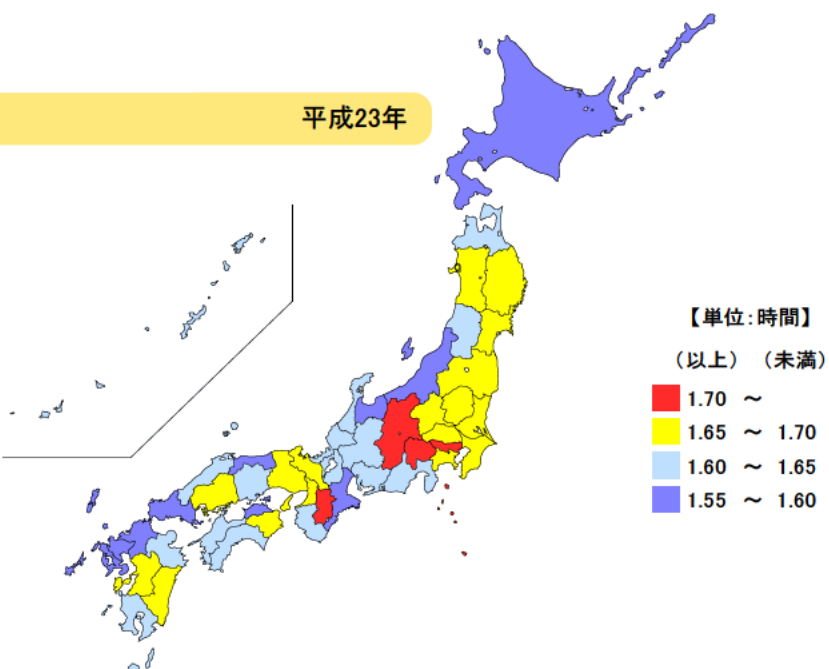 平成23年
【単位:時間】
(以上) (未満)
1.70 ～
1.65 ～ 1.70
1.60 ～ 1.65
1.55 ～ 1.60